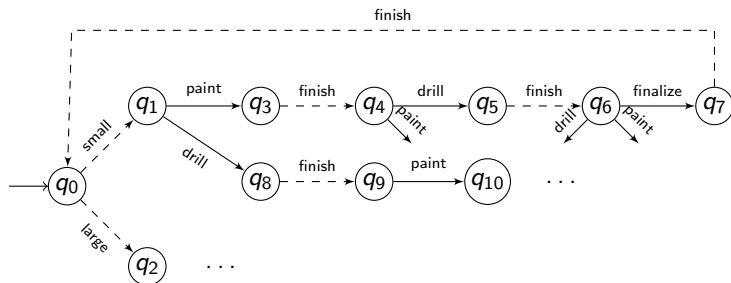 finish
q1 paint q3 finish q4 drill q5 finish q6 finalize q7
small drill paint drill paint
q0 q8 finish q9 paint q10 ...
large
q2 ...